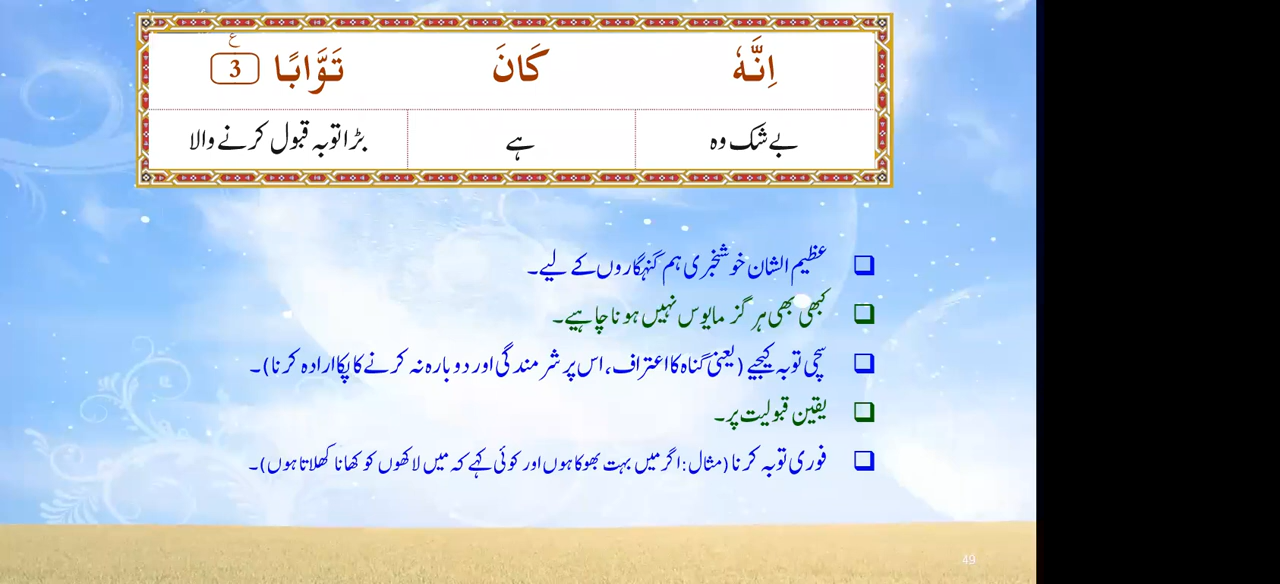 اِنَّهٗ كَانَ تَوَّابًا ع 3
بے شک وہ ہے بڑا توبہ قبول کرنے والا
❑ عظیم الشان خوشخبری ہم گنہگاروں کے لیے۔
❑ کبھی بھی ہر گز مایوس نہیں ہونا چاہیے۔
❑ سچی توبہ کیجیے (یعنی گناہ کا اعتراف، اس پر شرمندگی اور دوبارہ نہ کرنے کا پکا ارادہ کرنا)۔
❑ یقین قبولیت پر۔
❑ فوری توبہ کرنا (مثال: اگر میں بہت بھوکا ہوں اور کوئی کہے کہ میں لاکھوں کو کھانا کھلاتا ہوں)۔
49